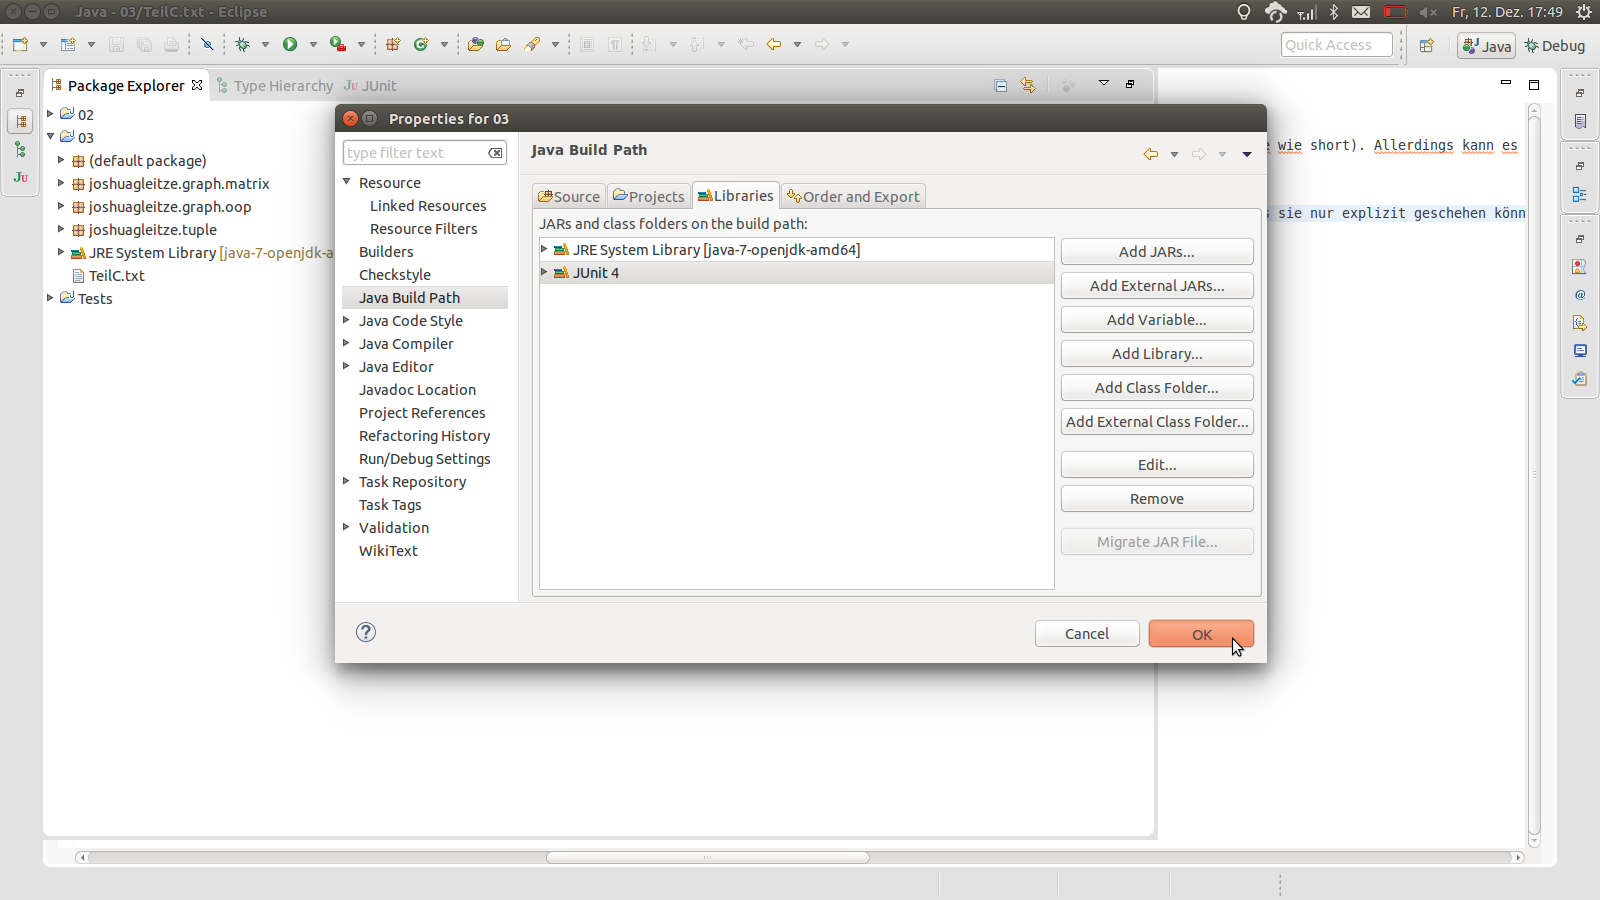 Java - 03/TeilC.txt - Eclipse
Fr, 12. Dez. 17:49
Quick Access
Java
Debug
Package Explorer
Type Hierarchy
JUnit
02
03
(default package)
joshuagleitze.graph.matrix
joshuagleitze.graph.oop
joshuagleitze.tuple
JRE System Library [java-7-openjdk-a
TeilC.txt
Tests
wie short). Allerdings kann es
s sie nur explizit geschehen könn
Properties for 03
type filter text
Resource
Linked Resources
Resource Filters
Builders
Checkstyle
Java Build Path
Java Code Style
Java Compiler
Java Editor
Javadoc Location
Project References
Refactoring History
Run/Debug Settings
Task Repository
Task Tags
Validation
WikiText
Java Build Path
Source
Projects
Libraries
Order and Export
JARs and class folders on the build path:
JRE System Library [java-7-openjdk-amd64]
JUnit 4
Add JARs...
Add External JARs...
Add Variable...
Add Library...
Add Class Folder...
Add External Class Folder...
Edit...
Remove
Migrate JAR File...
Cancel
OK